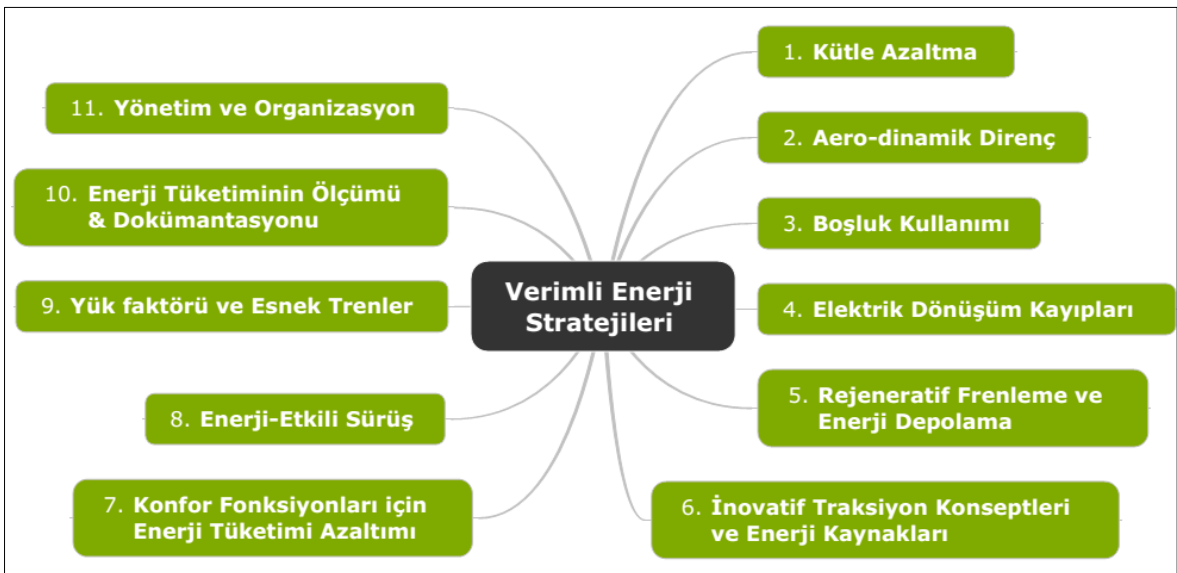 Verimli Enerji
Stratejileri
1. Kütle Azaltma
2. Aero-dinamik Direnç
3. Boşluk Kullanımı
4. Elektrik Dönüşüm Kayıpları
5. Rejeneratif Frenleme ve
Enerji Depolama
6. İnovatif Traksiyon Konseptleri
ve Enerji Kaynakları
7. Konfor Fonksiyonları için
Enerji Tüketimi Azaltımı
8. Enerji-Etkili Sürüş
9. Yük faktörü ve Esnek Trenler
10. Enerji Tüketiminin Ölçümü
& Dokümantasyonu
11. Yönetim ve Organizasyon